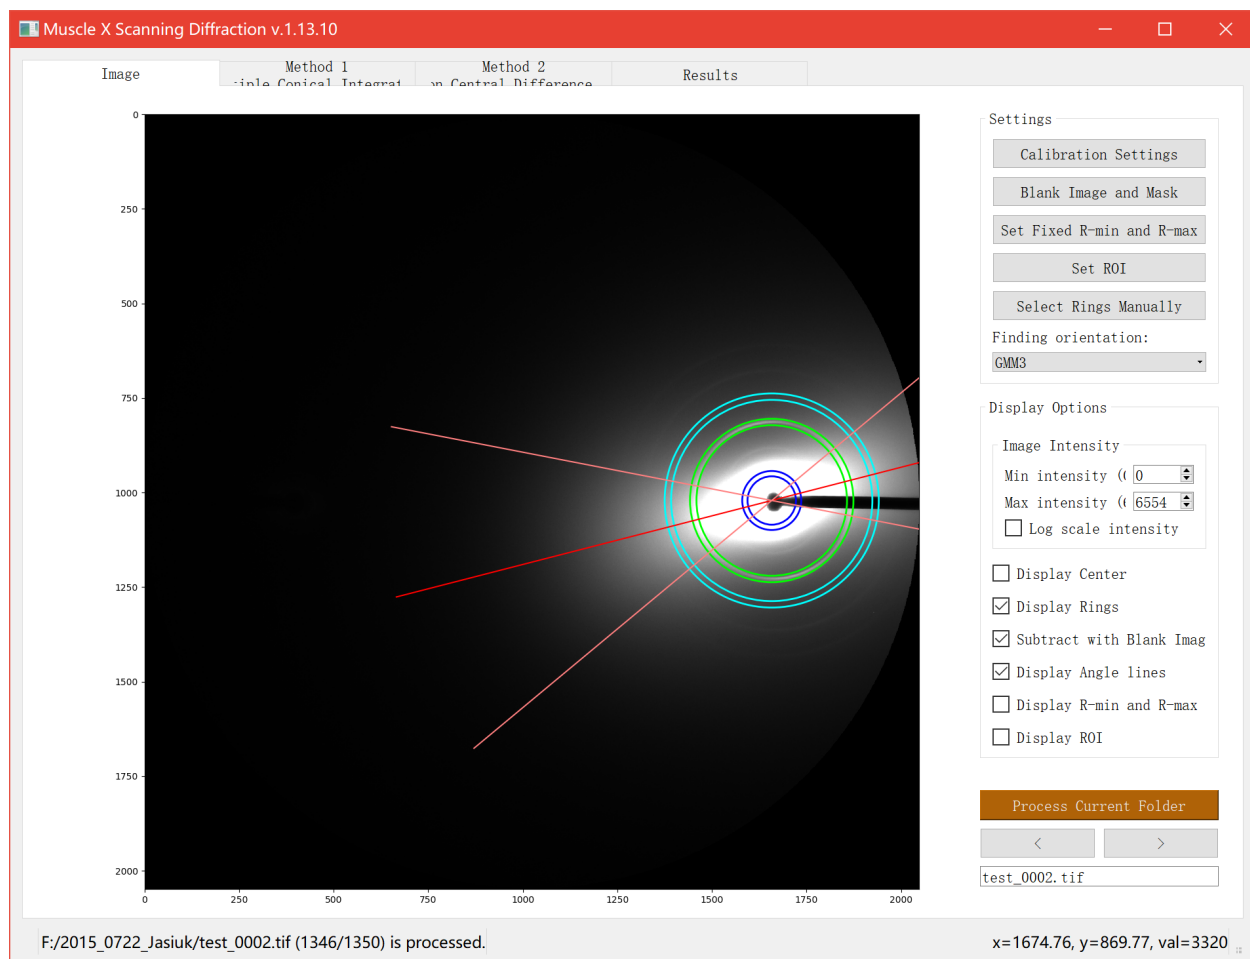 Muscle X Scanning Diffraction v.1.13.10
Image
Method 1
Method 2
on Central Difference
Results
Settings
Calibration Settings
Blank Image and Mask
Set Fixed R-min and R-max
Set ROI
Select Rings Manually
Finding orientation:
GMM3
Display Options
Image Intensity
Min intensity ( 0
Max intensity ( 6554
Log scale intensity
Display Center
Display Rings
Subtract with Blank Imag
Display Angle lines
Display R-min and R-max
Display ROI
Process Current Folder
< >
test_0002.tif
0
250
500
750
1000
1250
1500
1750
2000
0 250 500 750 1000 1250 1500 1750 2000
F:/2015_0722_Jasiuk/test_0002.tif (1346/1350) is processed.
x=1674.76, y=869.77, val=3320